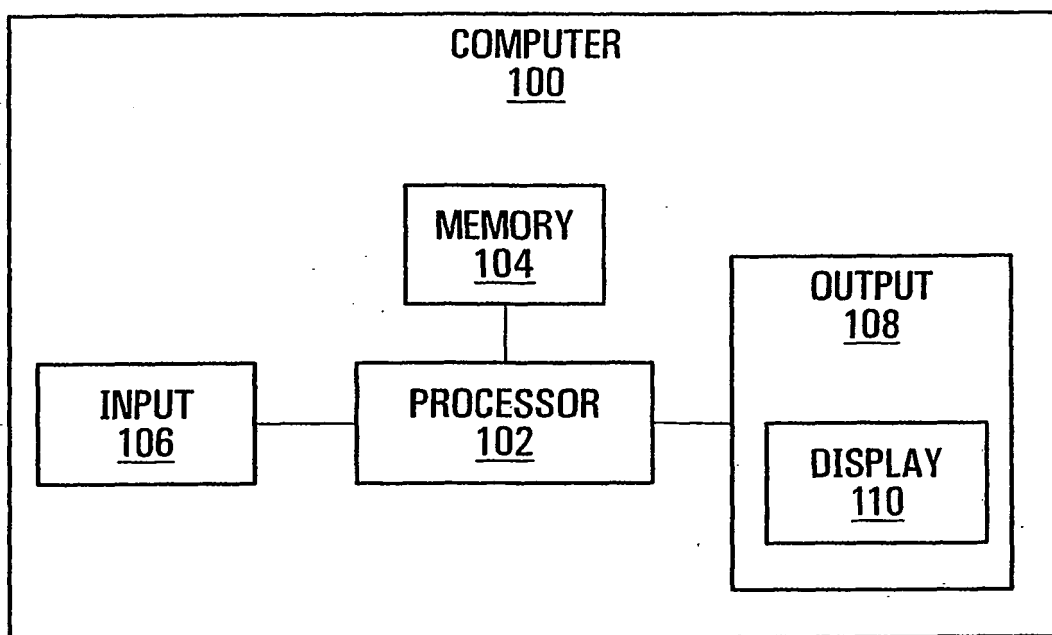 COMPUTER
100
MEMORY
104
OUTPUT
108
INPUT
106
PROCESSOR
102
DISPLAY
110